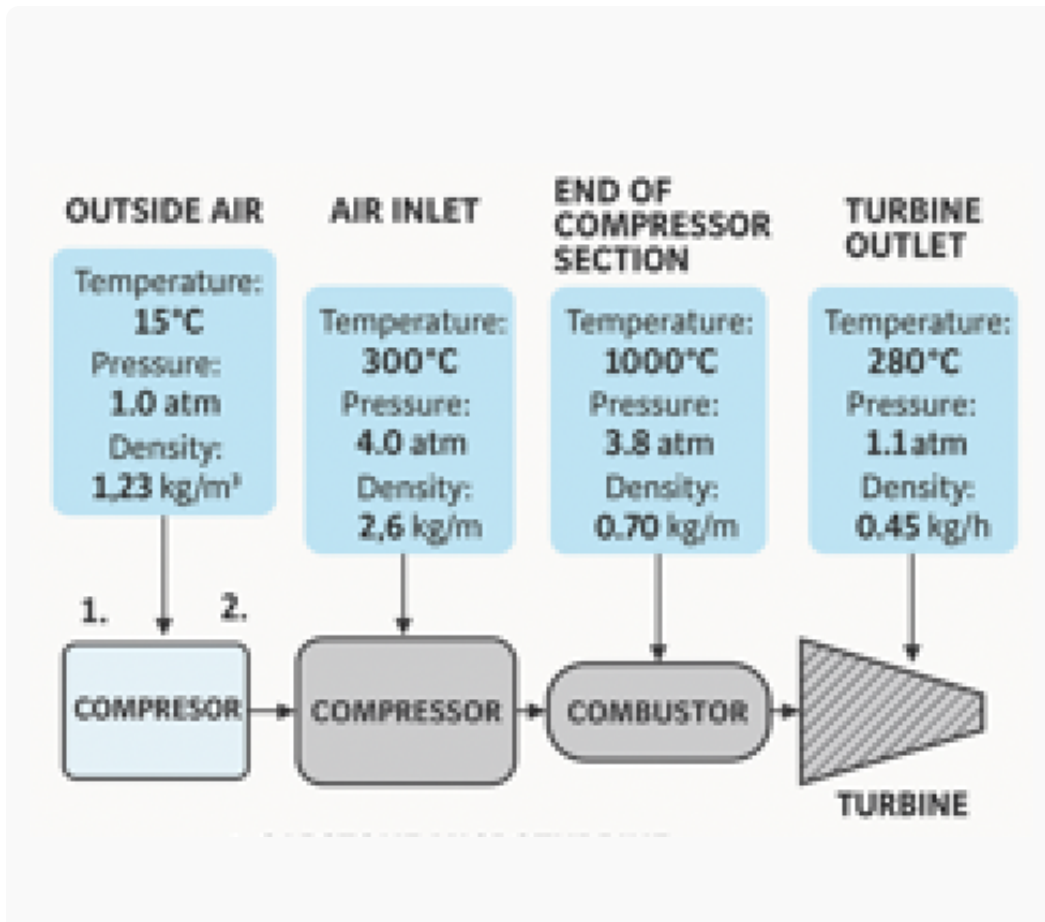 OUTSIDE AIR
Temperature:
15°C
Pressure:
1.0 atm
Density:
1,23 kg/m³
AIR INLET
Temperature:
300°C
Pressure:
4.0 atm
Density:
2,6 kg/m
END OF
COMPRESSOR
SECTION
Temperature:
1000°C
Pressure:
3.8 atm
Density:
0.70 kg/m
TURBINE
OUTLET
Temperature:
280°C
Pressure:
1.1atm
Density:
0.45 kg/h
1.
2.
COMPRESOR
COMPRESSOR
COMBUSTOR
TURBINE